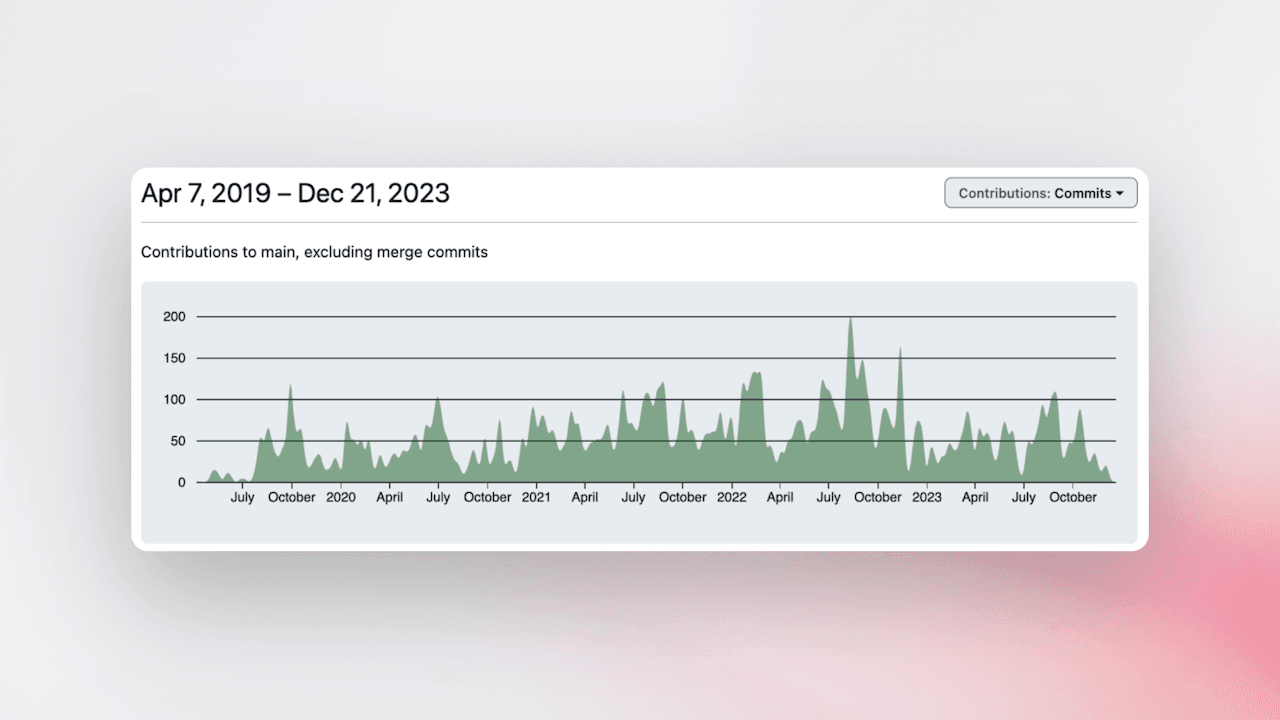 Apr 7, 2019 – Dec 21, 2023
Contributions: Commits
Contributions to main, excluding merge commits
200
150
100
50
0
July October 2020 April July October 2021 April July October 2022 April July October 2023 April July October